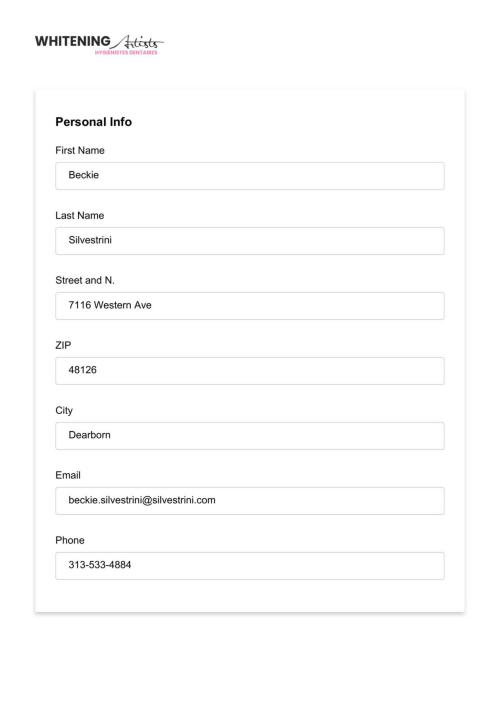 WHITENING Artists
HYGIÉNISTES DENTAIRES
Personal Info
First Name
Beckie
Last Name
Silvestrini
Street and N.
7116 Western Ave
ZIP
48126
City
Dearborn
Email
beckie.silvestrini@silvestrini.com
Phone
313-533-4884